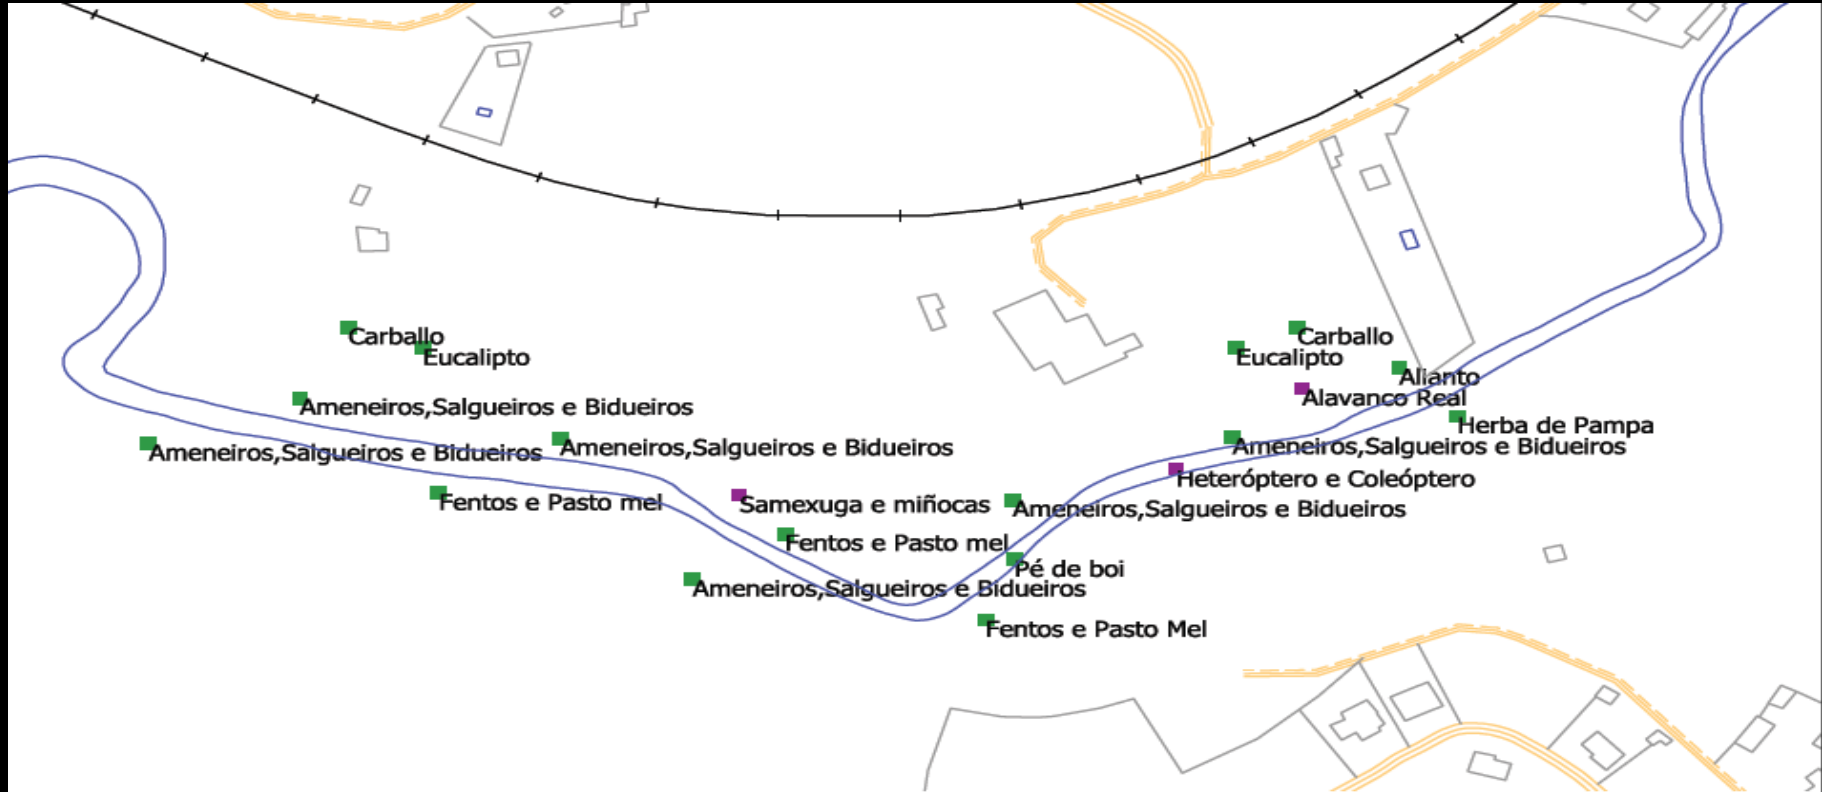 Carballo
Carballo
Eucalipto
Eucalipto
Ailanto
Alavanco Real
Ameneiros,Salgueiros e Bidueiros
Herba de Pampa
Ameneiros,Salgueiros e Bidueiros
Ameneiros,Salgueiros e Bidueiros
Ameneiros,Salgueiros e Bidueiros
Heteróptero e Coleóptero
Fentos e Pasto mel
Samexuga e miñocas
Ameneiros,Salgueiros e Bidueiros
Fentos e Pasto mel
Pé de boi
Ameneiros,Salgueiros e Bidueiros
Fentos e Pasto Mel